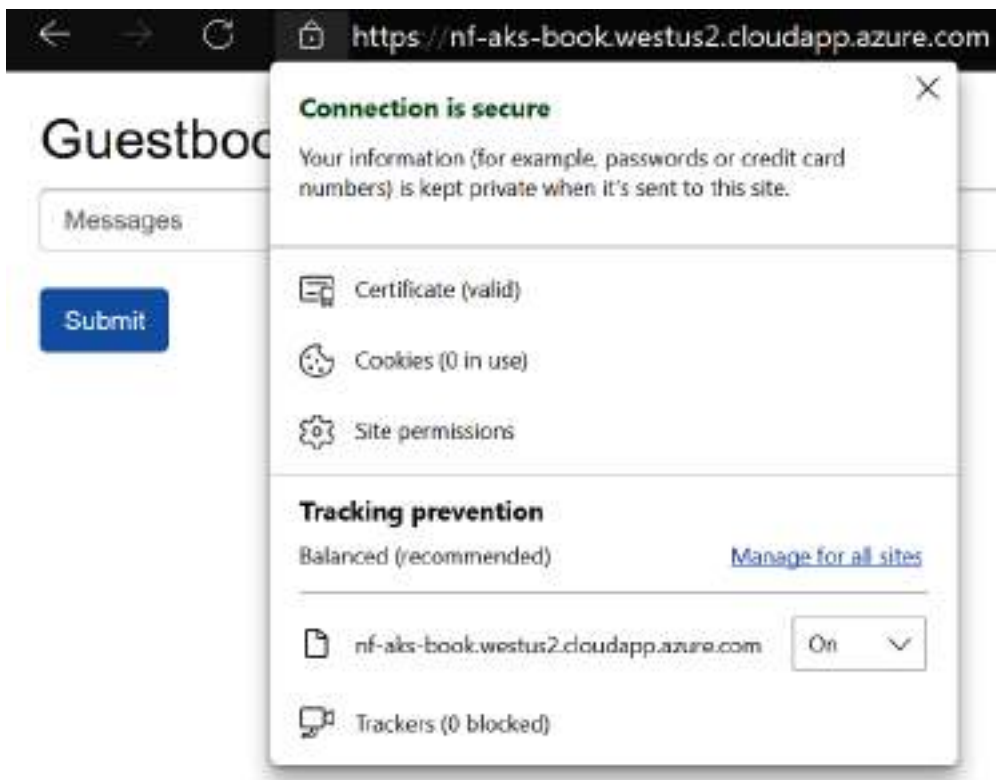 https://nf-aks-book.westus2.cloudapp.azure.com
Guestboo
Messages
Submit
Connection is secure
Your information (for example, passwords or credit card
numbers) is kept private when it's sent to this site.
Certificate (valid)
Cookies (0 in use)
Site permissions
Tracking prevention
Balanced (recommended) Manage for all sites
nf-aks-book.westus2.cloudapp.azure.com On
Trackers (0 blocked)